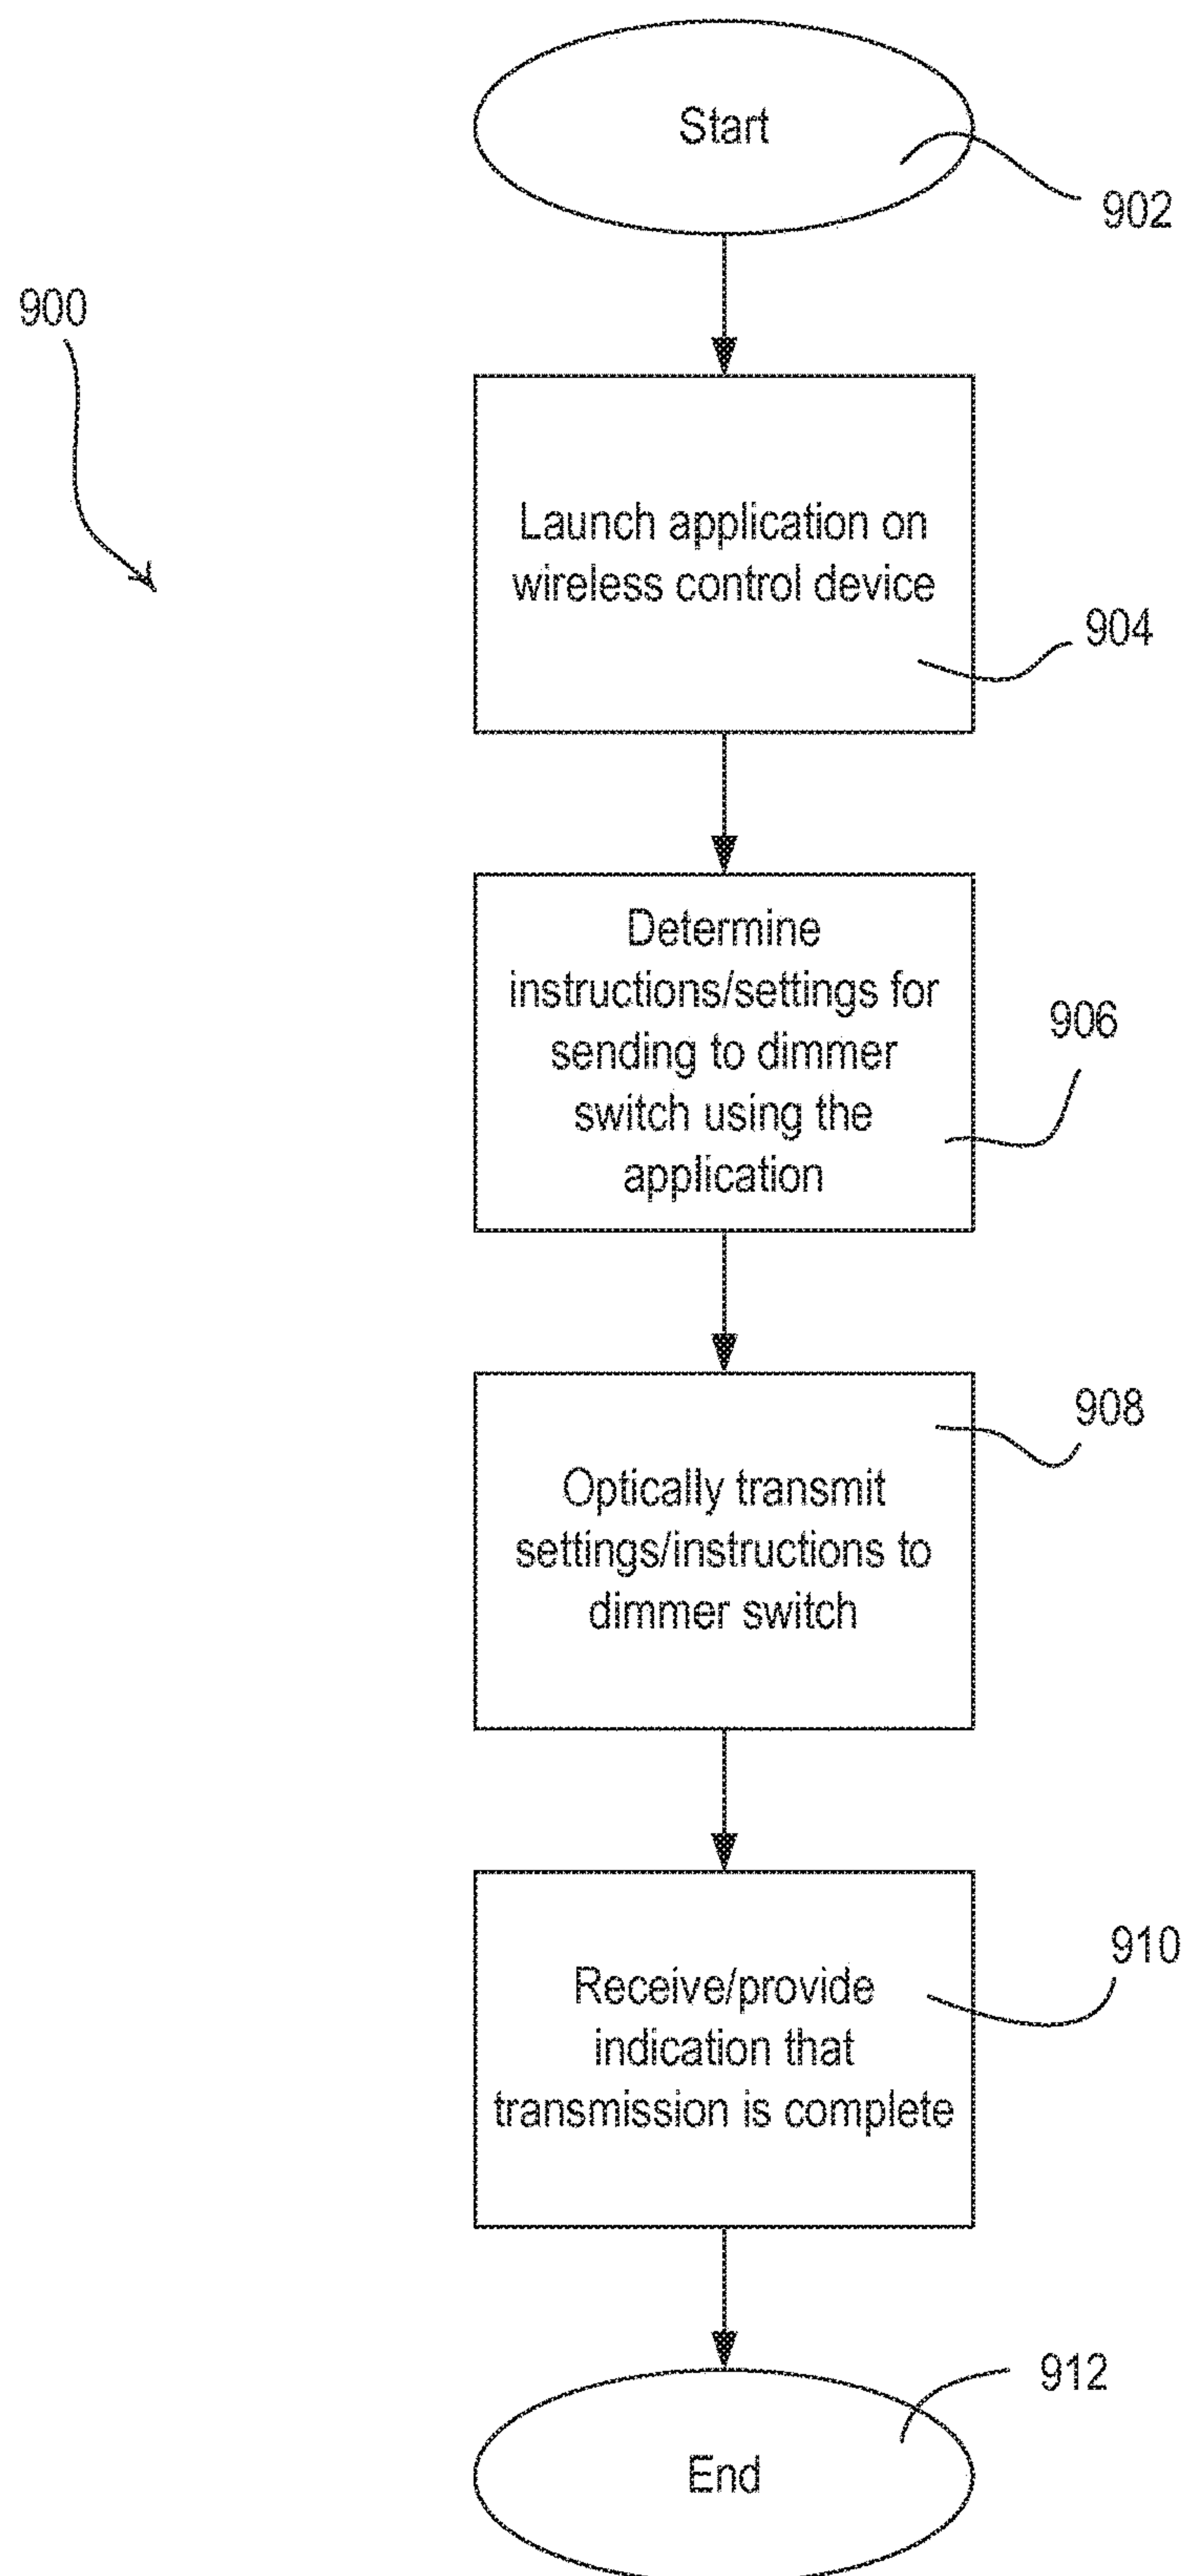 Start
902
900
Launch application on
wireless control device
904
Determine
instructions/settings for
sending to dimmer
switch using the
application
906
908
Optically transmit
settings/instructions to
dimmer switch
910
Receive/provide
indication that
transmission is complete
912
End